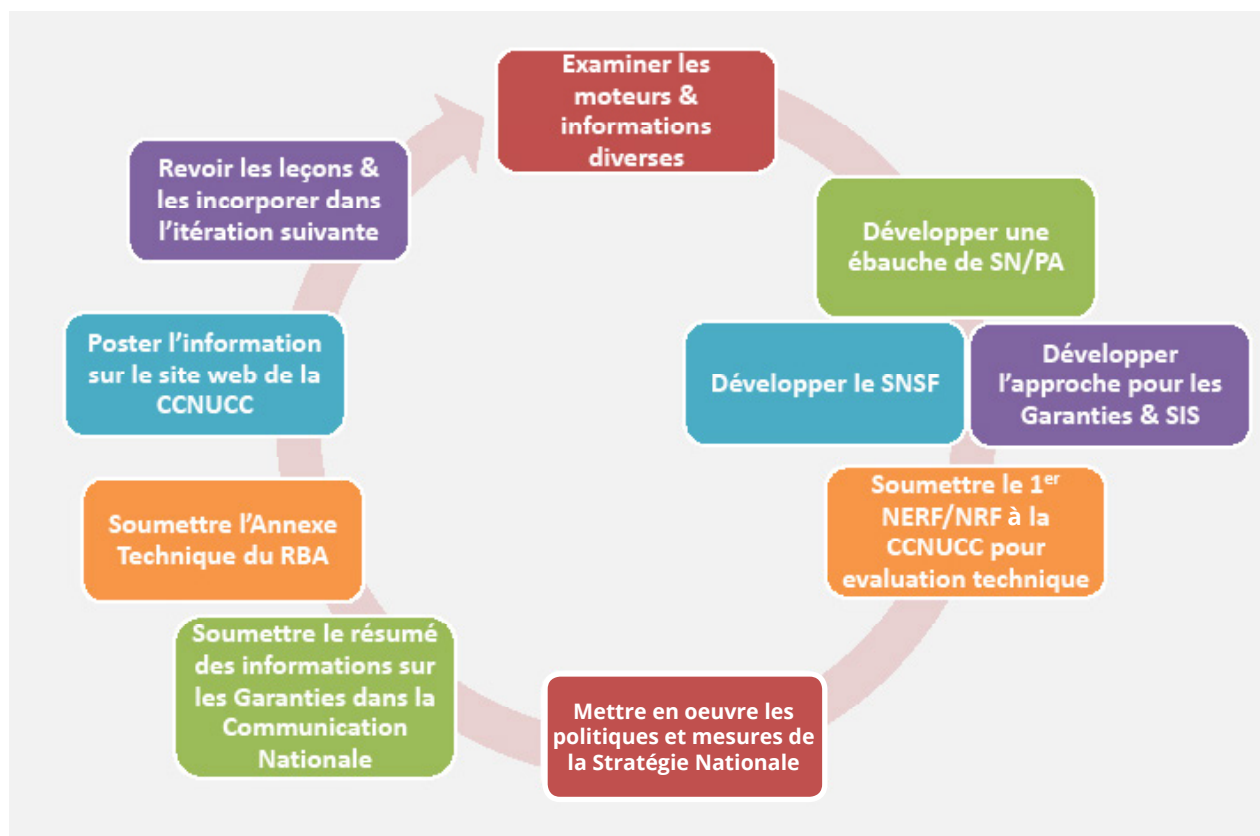 Examiner les
moteurs &
informations
diverses
Développer une
ébauche de SN/PA
Développer le SNSF
Développer
l'approche pour les
Garanties & SIS
Soumettre le 1er
NERF/NRF à la
CCNUCC pour
evaluation technique
Mettre en oeuvre les
politiques et mesures de
la Stratégie Nationale
Soumettre le résumé
des informations sur
les Garanties dans la
Communication
Nationale
Soumettre l'Annexe
Technique du RBA
Poster l'information
sur le site web de la
CCNUCC
Revoir les leçons &
les incorporer dans
l'itération suivante